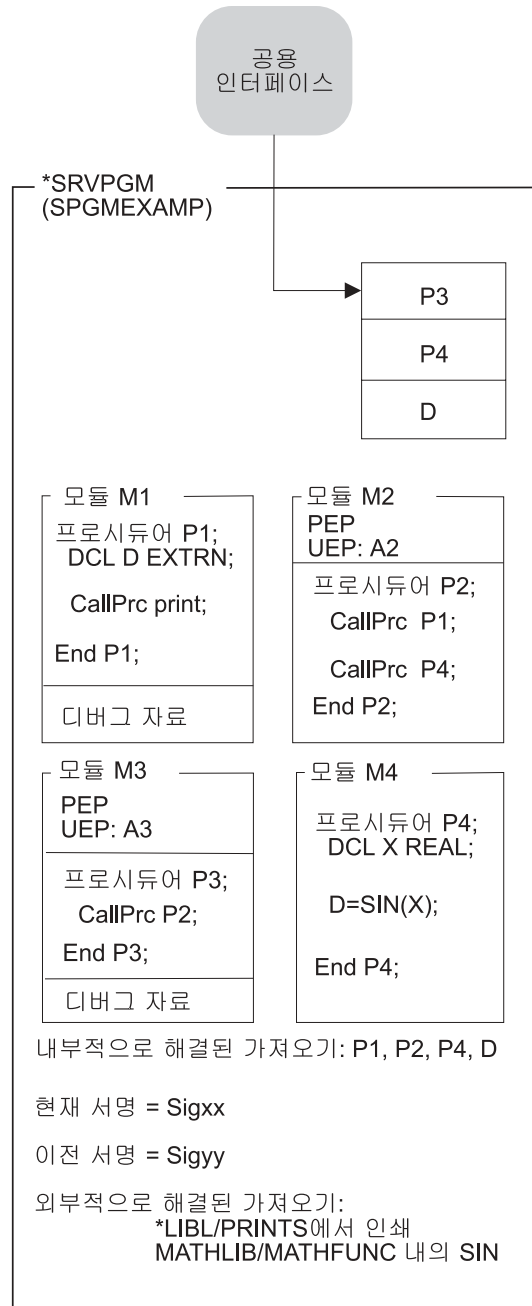 공용
인터페이스
*SRVPGM
(SPGMEXAMP)
P3
P4
D
모듈 M1
프로시듀어 P1;
DCL D EXTRN;
CallPrc print;
End P1;
디버그 자료
모듈 M2
PEP
UEP: A2
프로시듀어 P2;
CallPrc P1;
CallPrc P4;
End P2;
모듈 M3
PEP
UEP: A3
프로시듀어 P3;
CallPrc P2;
End P3;
디버그 자료
모듈 M4
프로시듀어 P4;
DCL X REAL;
D=SIN(X);
End P4;
내부적으로 해결된 가져오기: P1, P2, P4, D
현재 서명 = Sigxx
이전 서명 = Sigyy
외부적으로 해결된 가져오기:
*LIBL/PRINTS에서 인쇄
MATHLIB/MATHFUNC 내의 SIN